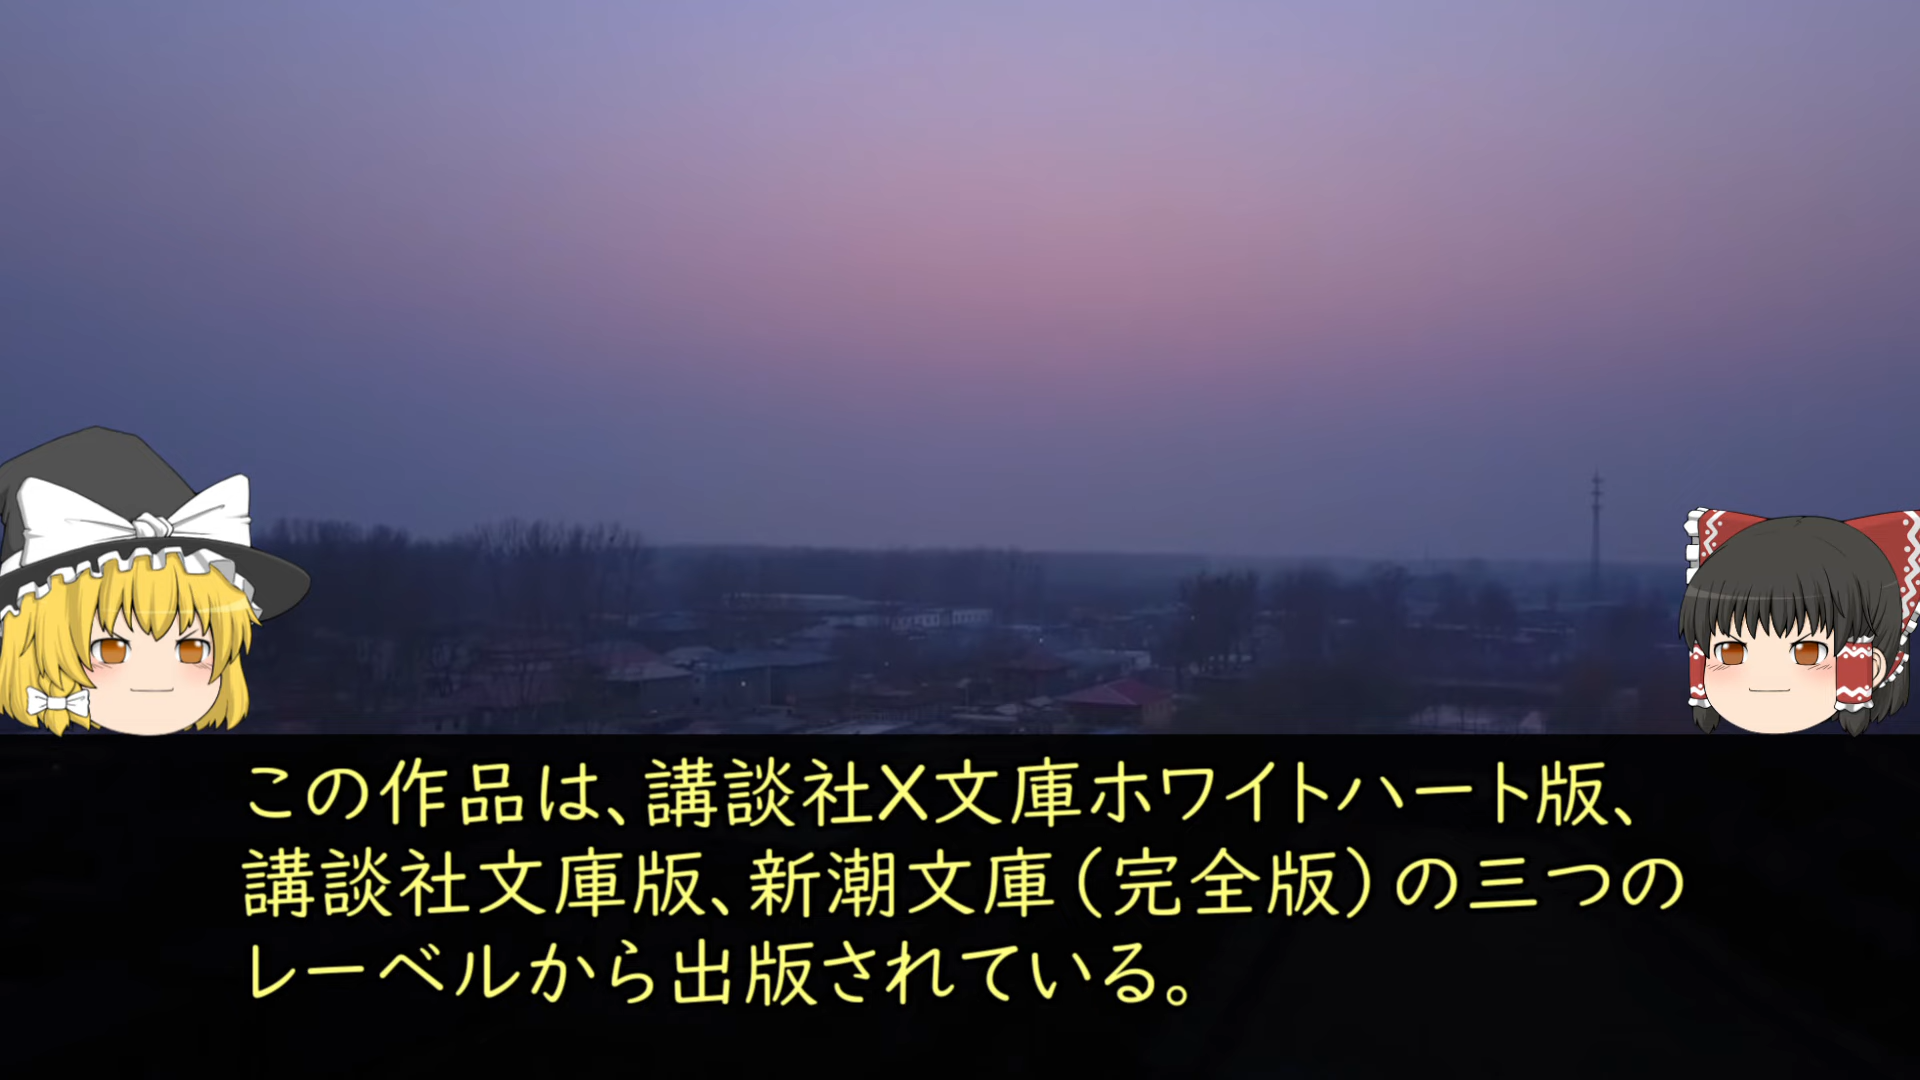 この作品は、講談社X文庫ホワイトハート版、
講談社文庫版、新潮文庫（完全版）の三つの
レーベルから出版されている。